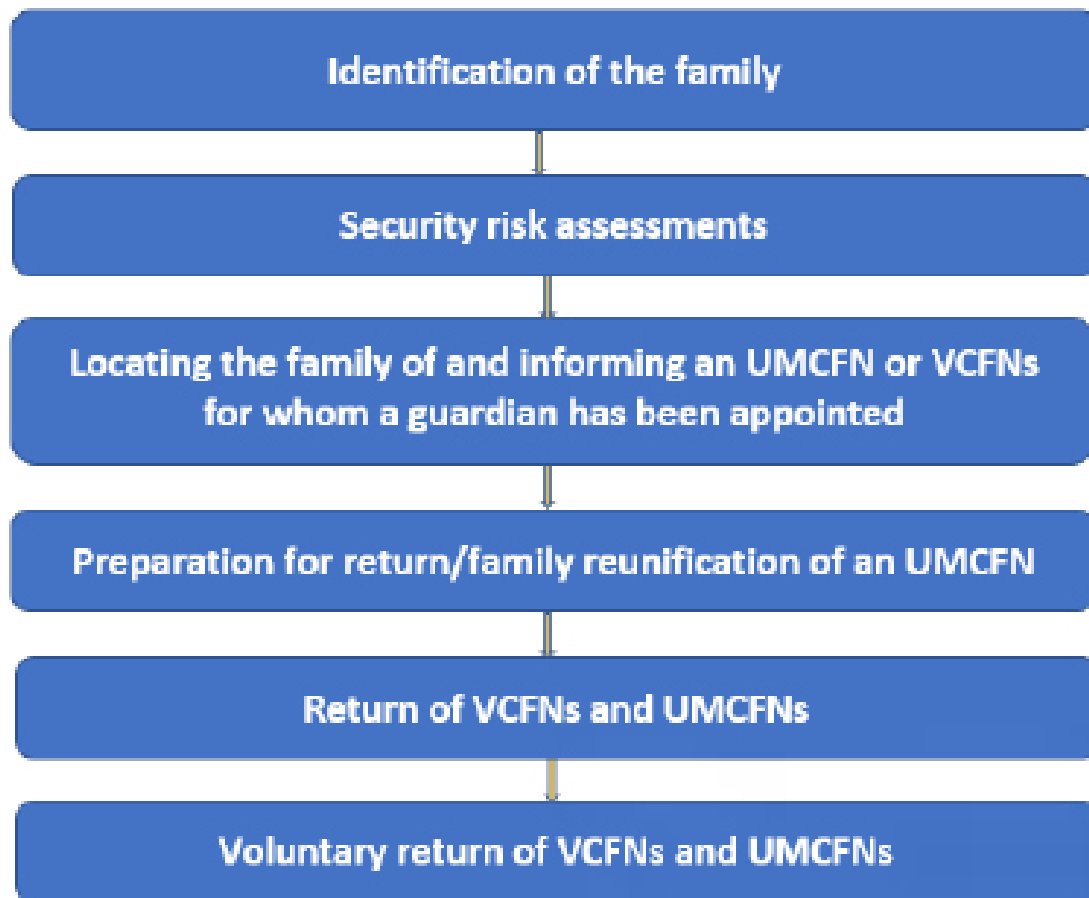 Identification of the family
Security risk assessments
Locating the family of and informing an UMCFN or VCFNs
for whom a guardian has been appointed
Preparation for return/family reunification of an UMCFN
Return of VCFNs and UMCFNs
Voluntary return of VCFNs and UMCFNs